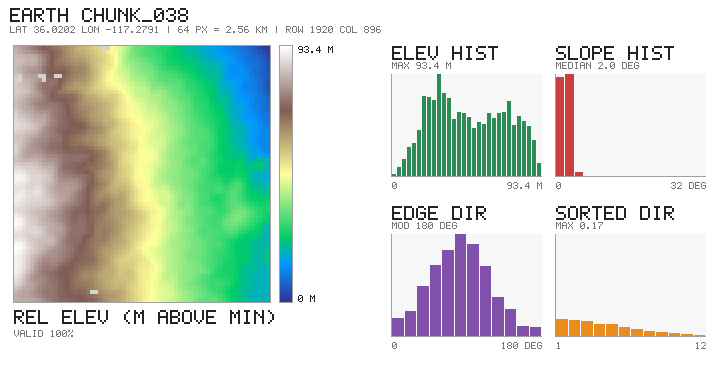 EARTH CHUNK_038
LAT 36.0202 LON -117.2791 | 64 PX = 2.56 KM | ROW 1920 COL 896
93.4 M
0 M
REL ELEV (M ABOVE MIN)
VALID 100%
ELEV HIST
MAX 93.4 M
0 93.4 M
SLOPE HIST
MEDIAN 2.0 DEG
0 32 DEG
EDGE DIR
MOD 180 DEG
0 180 DEG
SORTED DIR
MAX 0.17
1 12